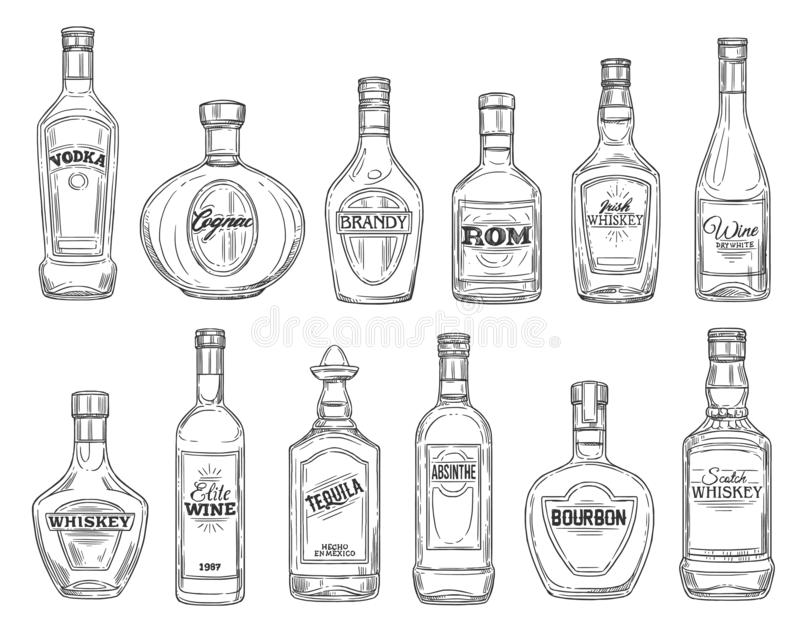 VODKA
Cognac
BRANDY
ROM
Irish
WHISKEY
Wine
DRY WHITE
dreamstime
WHISKEY
Elite
WINE
1987
TEQUILA
HECHO
EN MEXICO
ABSINTHE
BOURBON
Scotch
WHISKEY